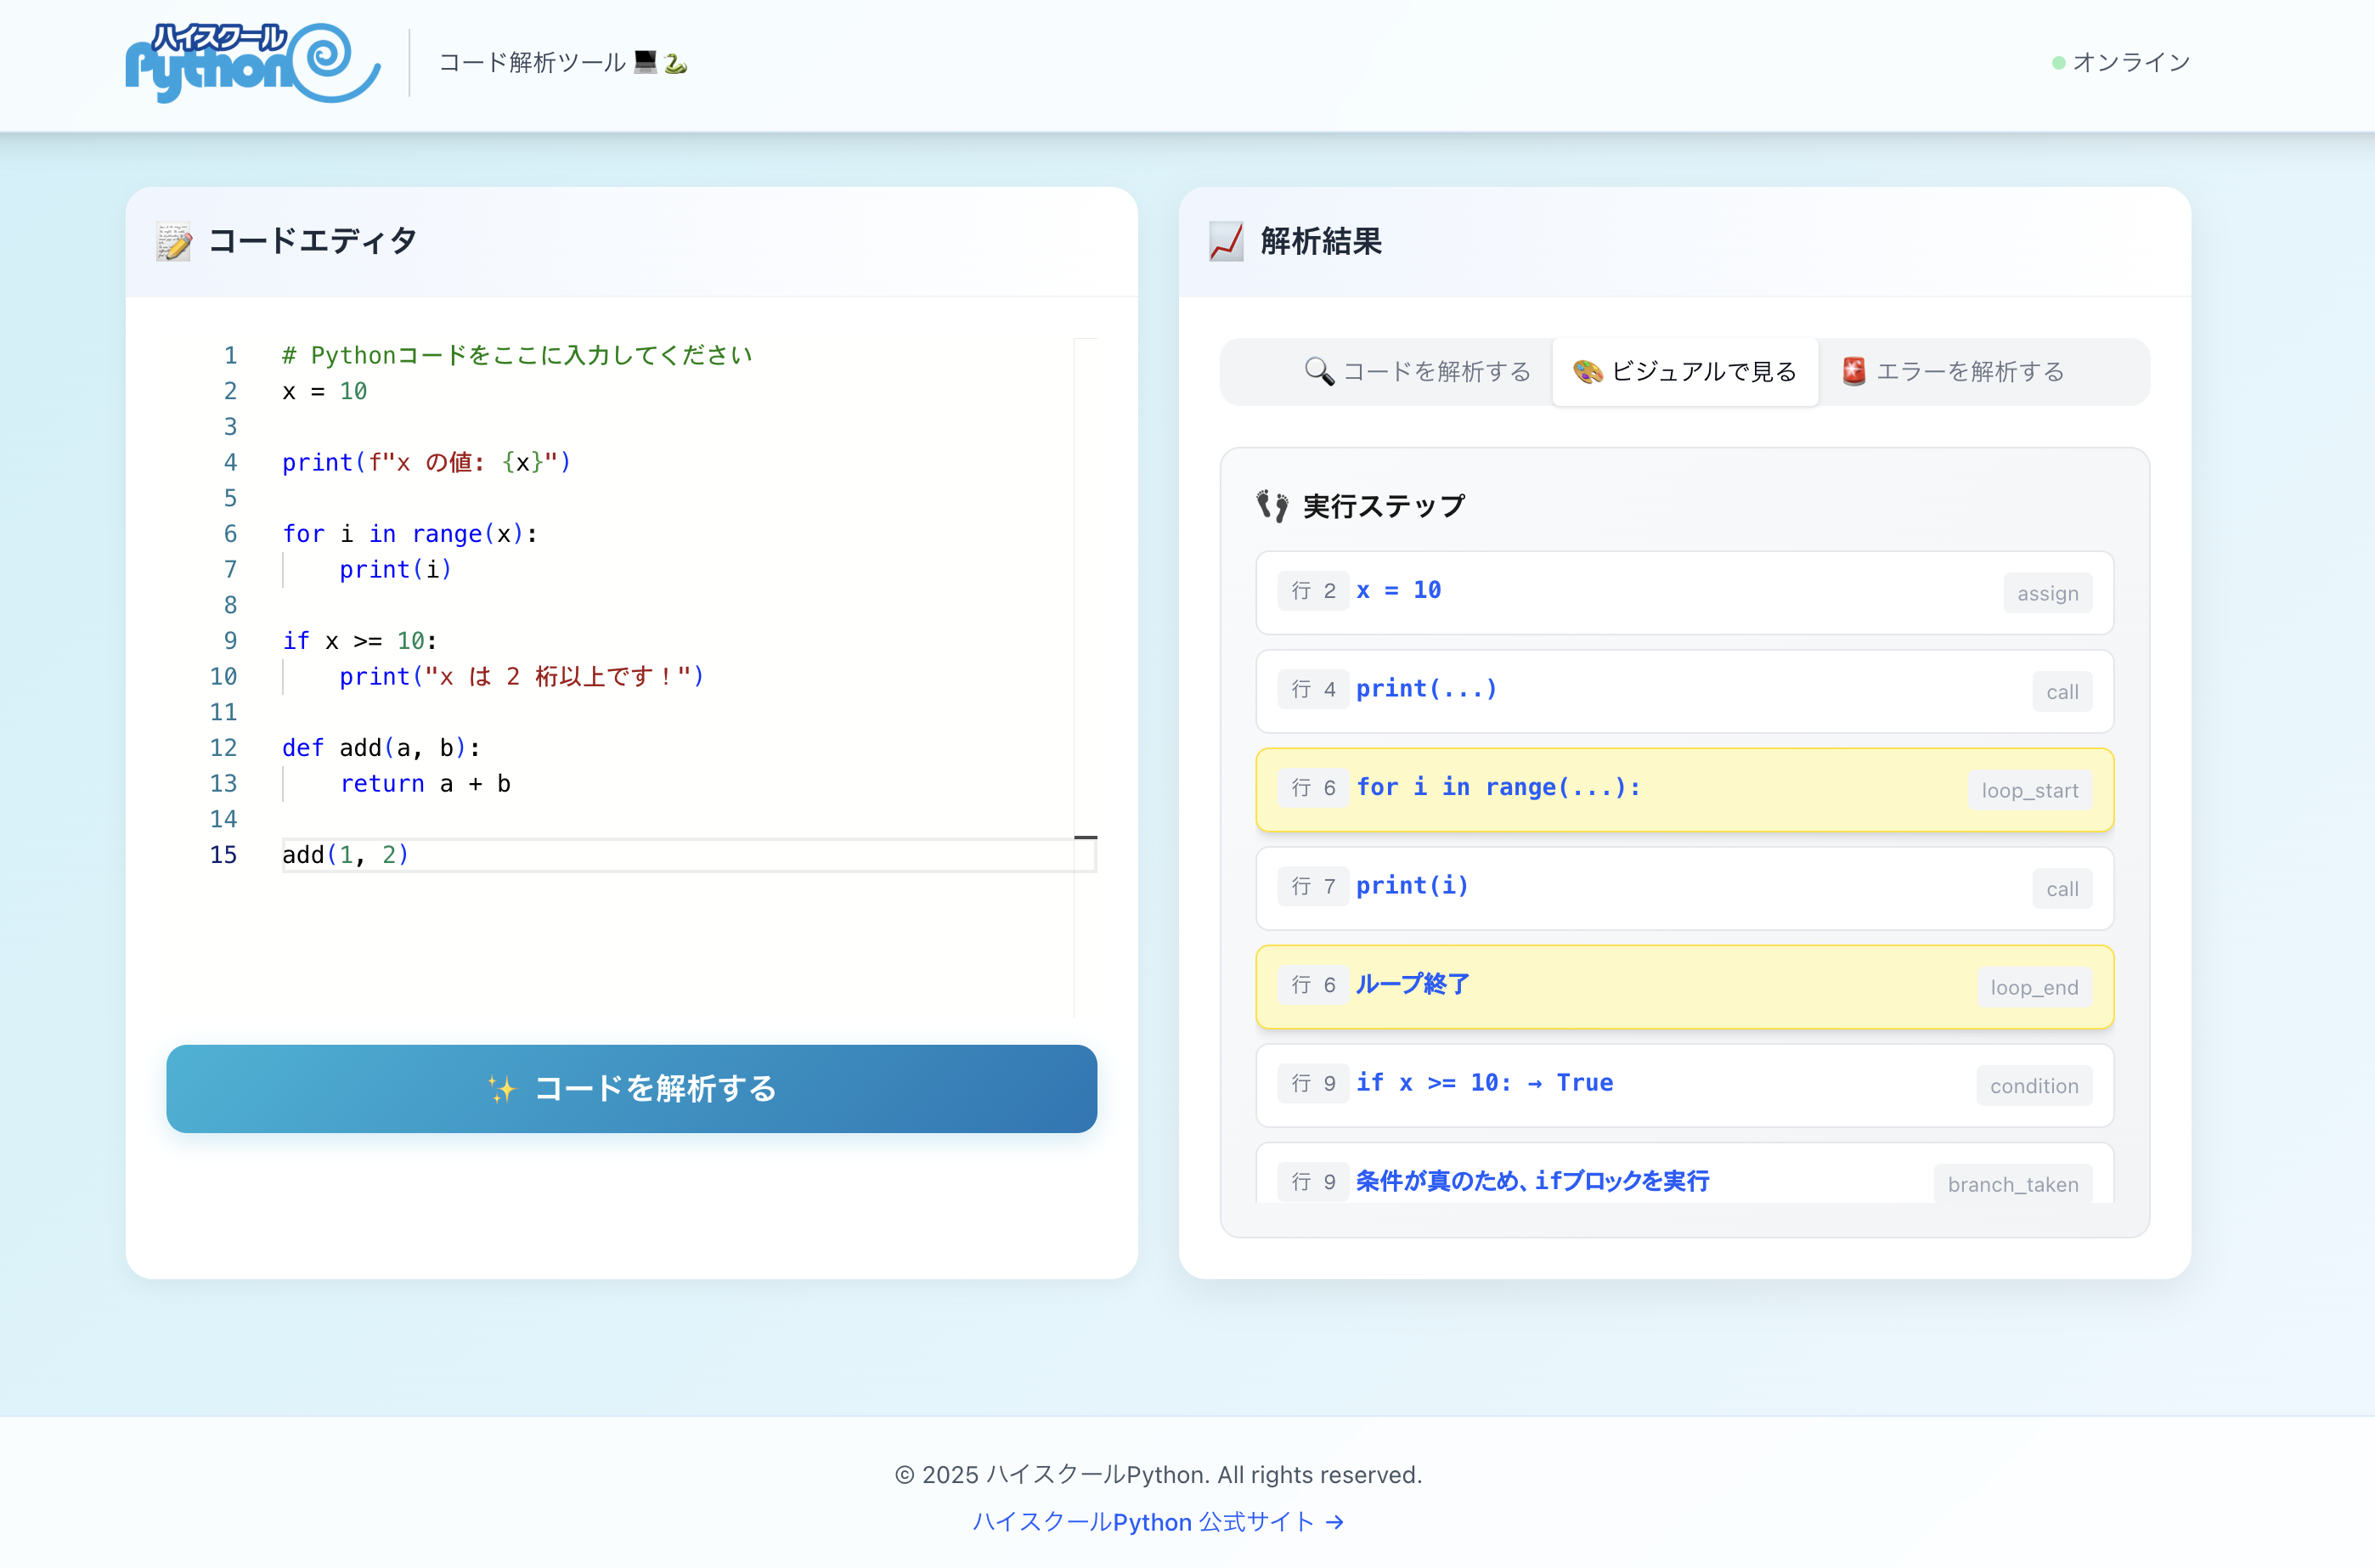 ハイスクール
Python
コード解析ツール 💻🐍
オンライン
📝 コードエディタ
1 # Pythonコードをここに入力してください
2 x = 10
3
4 print(f"x の値: {x}")
5
6 for i in range(x):
7     print(i)
8
9 if x >= 10:
10     print("x は 2 桁以上です！")
11
12 def add(a, b):
13     return a + b
14
15 add(1, 2)
✨ コードを解析する
📈 解析結果
🔍 コードを解析する 🎨 ビジュアルで見る 🚨 エラーを解析する
👣 実行ステップ
行 2 x = 10 assign
行 4 print(...) call
行 6 for i in range(...): loop_start
行 7 print(i) call
行 6 ループ終了 loop_end
行 9 if x >= 10: → True condition
行 9 条件が真のため、ifブロックを実行 branch_taken
© 2025 ハイスクールPython. All rights reserved.
ハイスクールPython 公式サイト →